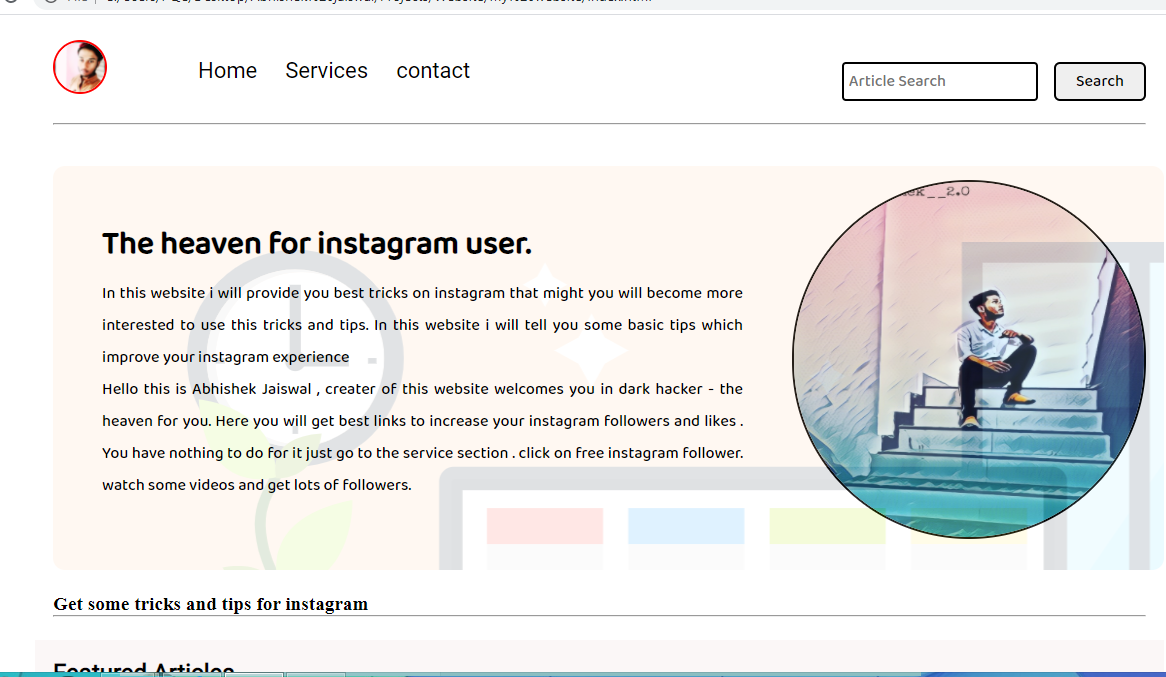 Home Services contact
Article Search Search
The heaven for instagram user.
In this website i will provide you best tricks on instagram that might you will become more
interested to use this tricks and tips. In this website i will tell you some basic tips which
improve your instagram experience
Hello this is Abhishek Jaiswal , creater of this website welcomes you in dark hacker - the
heaven for you. Here you will get best links to increase your instagram followers and likes .
You have nothing to do for it just go to the service section . click on free instagram follower.
watch some videos and get lots of followers.
__2.0
Get some tricks and tips for instagram
Featured Articles